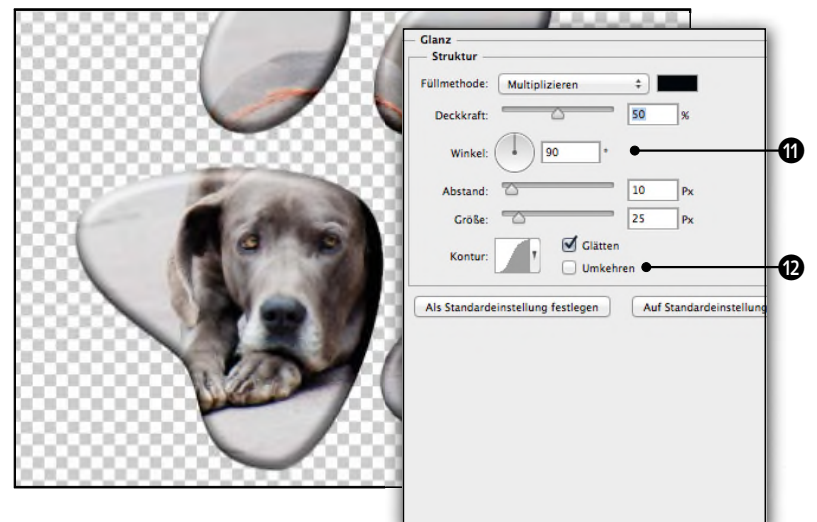 Glanz
Struktur
Füllmethode: Multiplizieren
Deckkraft: 50 %
Winkel: 90 °
11
Abstand: 10 Px
Größe: 25 Px
Kontur:
Glätten
Umkehren
12
Als Standardeinstellung festlegen
Auf Standardeinstellung